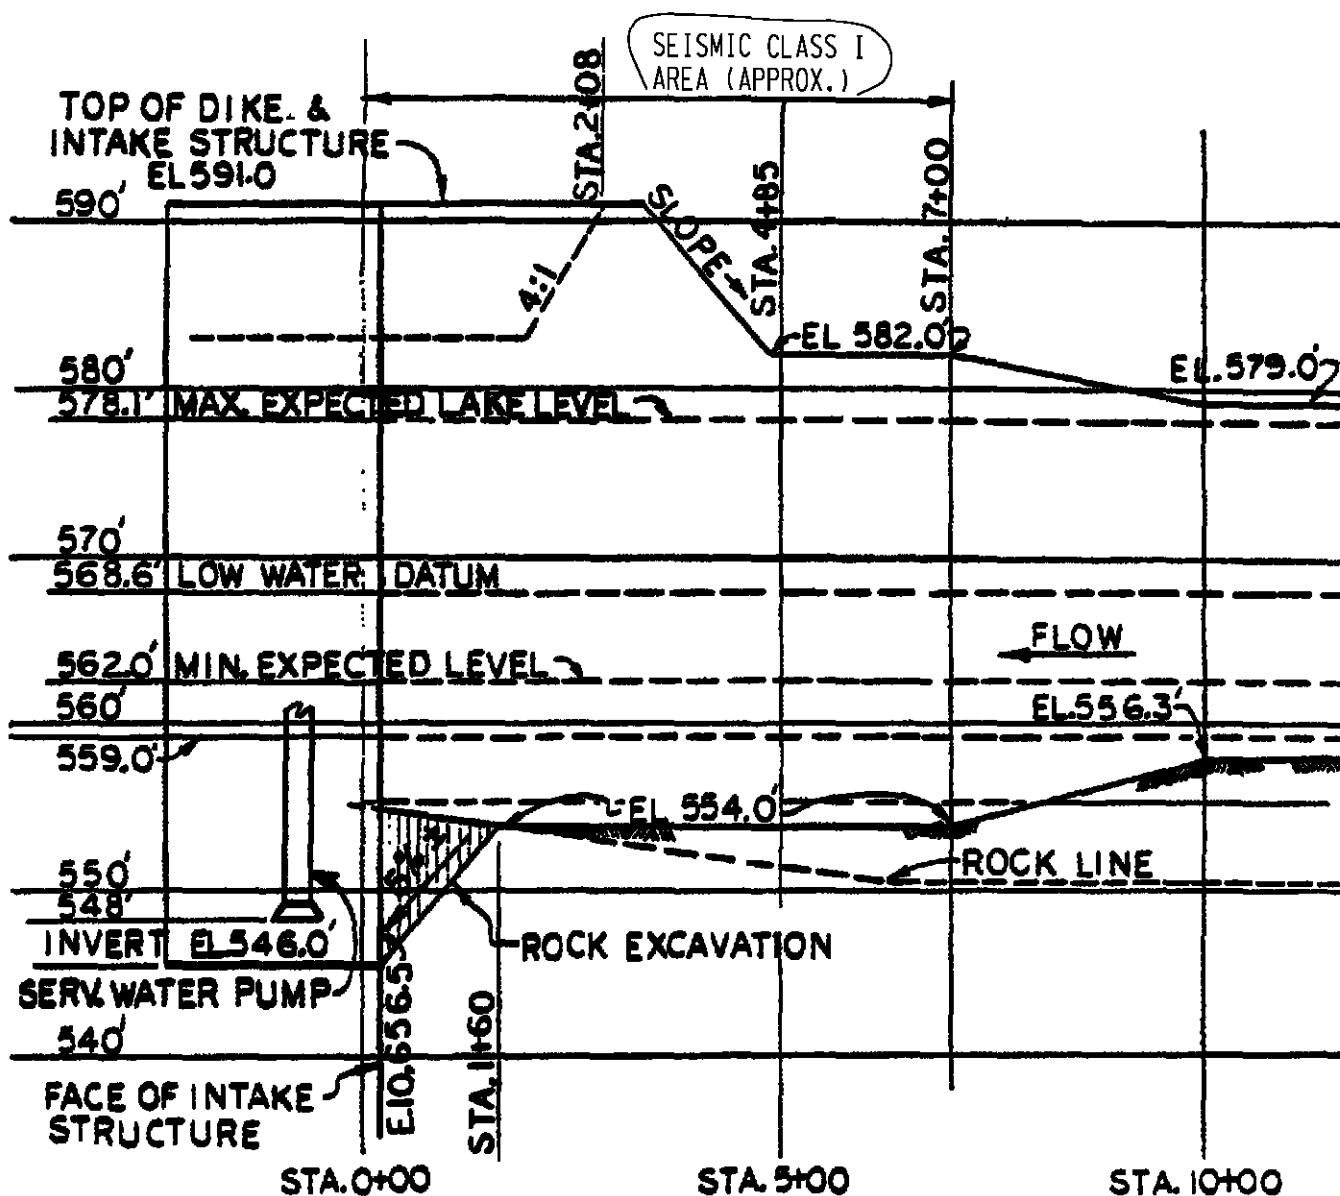 SEISMIC CLASS I
AREA (APPROX.)
TOP OF DIKE &
INTAKE STRUCTURE
EL 591.0
STA. 2+08
590'
SLOPE
STA. 4+85
STA. 7+00
4:1
EL 582.0'
580'
EL. 579.0'
578.1' MAX. EXPECTED LAKE LEVEL
570'
568.6' LOW WATER DATUM
FLOW
562.0' MIN. EXPECTED LEVEL
560'
EL. 556.3'
559.0'
EL 554.0'
ROCK LINE
550'
548'
INVERT EL 546.0'
ROCK EXCAVATION
SERV. WATER PUMP
E.10,656.5
STA. 1+60
540'
FACE OF INTAKE
STRUCTURE
STA. 0+00
STA. 5+00
STA. 10+00